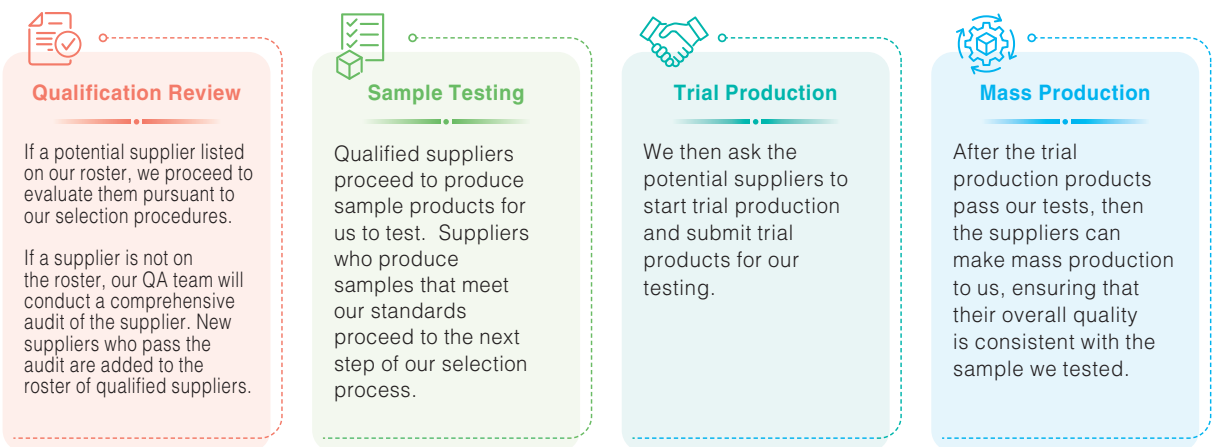 Qualification Review
If a potential supplier listed
on our roster, we proceed to
evaluate them pursuant to
our selection procedures.
If a supplier is not on
the roster, our QA team will
conduct a comprehensive
audit of the supplier. New
suppliers who pass the
audit are added to the
roster of qualified suppliers.
Sample Testing
Qualified suppliers
proceed to produce
sample products for
us to test.  Suppliers
who produce
samples that meet
our standards
proceed to the next
step of our selection
process.
Trial Production
We then ask the
potential suppliers to
start trial production
and submit trial
products for our
testing.
Mass Production
After the trial
production products
pass our tests, then
the suppliers can
make mass production
to us, ensuring that
their overall quality
is consistent with the
sample we tested.